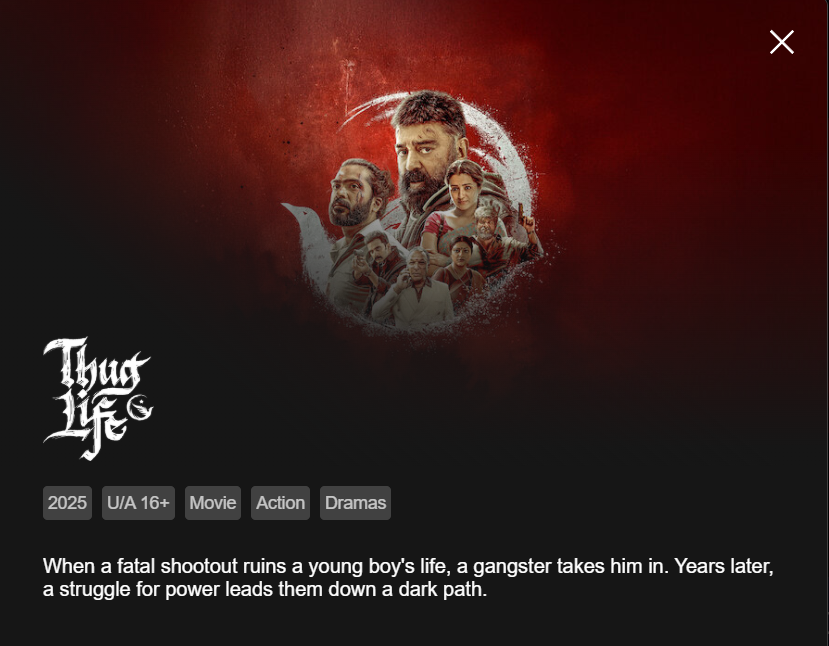 Thug
Life
2025 U/A 16+ Movie Action Dramas
When a fatal shootout ruins a young boy's life, a gangster takes him in. Years later,
a struggle for power leads them down a dark path.